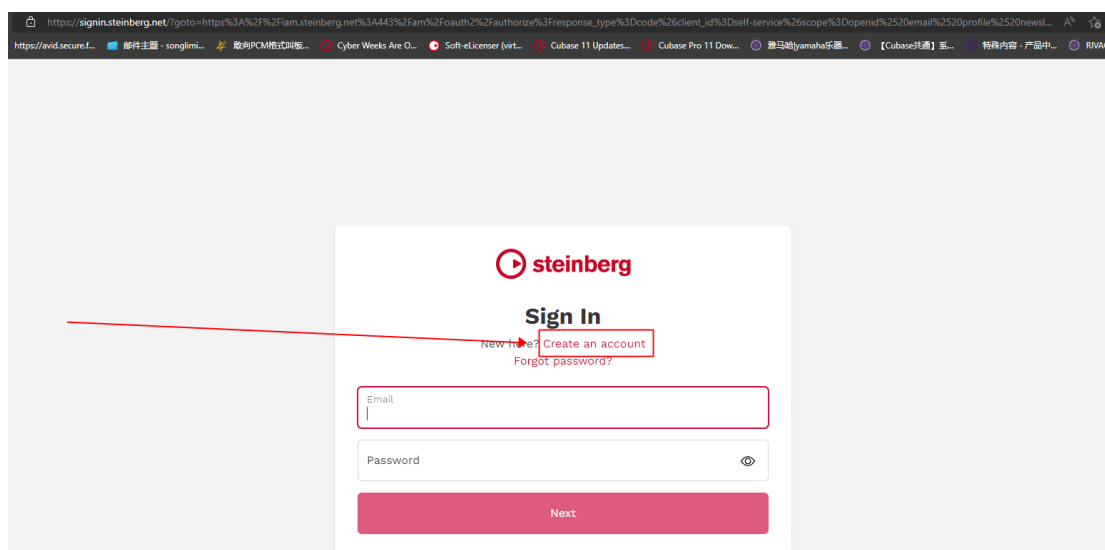 https://signin.steinberg.net/?goto=https%3A%2F%2Fiam.steinberg.net%3A443%2Fam%2Foauth2%2Fauthorize%3Fresponse_type%3Dcode%26client_id%3Dself-service%26scope%3Dopenid%2520email%2520profile%2520newsl...
https://avid.secure.f... 邮件主题 - songlimi... 敢向PCM格式叫板... Cyber Weeks Are O... Soft-eLicenser (virt... Cubase 11 Updates... Cubase Pro 11 Dow... 雅马哈|yamaha乐器... 【Cubase共通】系... 特殊内容 - 产品中... RIVA
steinberg
Sign In
New here? Create an account
Forgot password?
Email
Password
Next